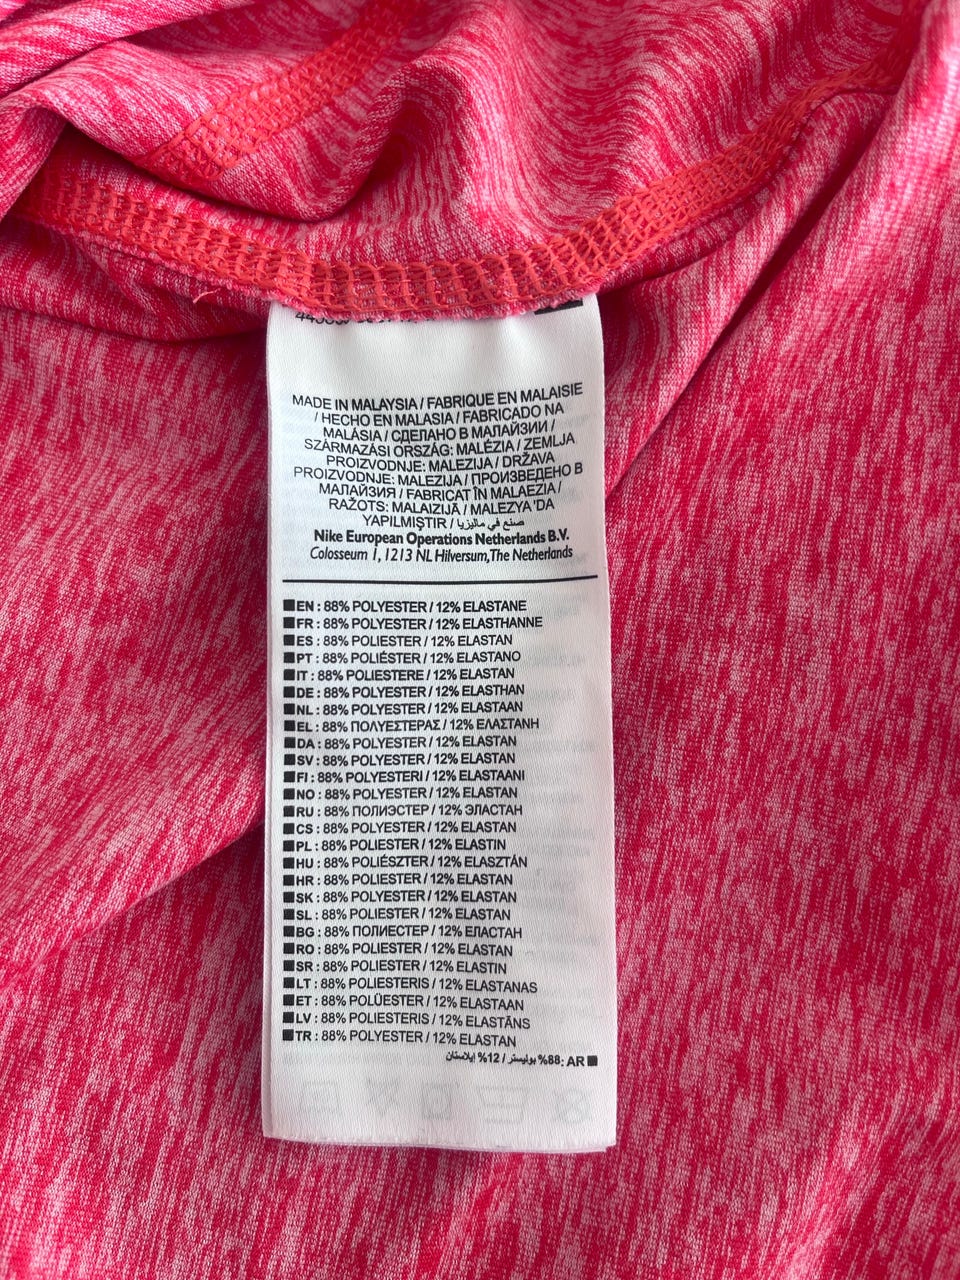 MADE IN MALAYSIA / FABRIQUE EN MALAISIE
/ HECHO EN MALASIA / FABRICADO NA
MALÁSIA / СДЕЛАНО В МАЛАЙЗИИ /
SZÁRMAZÁSI ORSZÁG: MALÉZIA / ZEMLJA
PROIZVODNJE: MALEZIJA / DRŽAVA
PROIZVODNJE: MALEZIJA / ПРОИЗВЕДЕНО В
МАЛАЙЗИЯ / FABRICAT ÎN MALAEZIA /
RAŽOTS: MALAIZIJĀ / MALEZYA'DA
YAPILMIŞTIR / صنع في ماليزيا
Nike European Operations Netherlands B.V.
Colosseum 1, 1213 NL Hilversum, The Netherlands
EN : 88% POLYESTER / 12% ELASTANE
FR : 88% POLYESTER / 12% ELASTHANNE
ES : 88% POLIESTER / 12% ELASTAN
PT : 88% POLIÉSTER / 12% ELASTANO
IT : 88% POLIESTERE / 12% ELASTAN
DE : 88% POLYESTER / 12% ELASTHAN
NL : 88% POLYESTER / 12% ELASTAAN
EL : 88% ΠΟΛΥΕΣΤΕΡΑΣ / 12% ΕΛΑΣΤΑΝΗ
DA : 88% POLYESTER / 12% ELASTAN
SV : 88% POLYESTER / 12% ELASTAN
FI : 88% POLYESTERI / 12% ELASTAANI
NO : 88% POLYESTER / 12% ELASTAN
RU : 88% ПОЛИЭСТЕР / 12% ЭЛАСТАН
CS : 88% POLYESTER / 12% ELASTAN
PL : 88% POLIESTER / 12% ELASTIN
HU : 88% POLIÉSZTER / 12% ELASZTÁN
HR : 88% POLIESTER / 12% ELASTAN
SK : 88% POLYESTER / 12% ELASTAN
SL : 88% POLIESTER / 12% ELASTAN
BG : 88% ПОЛИЕСТЕР / 12% ЕЛАСТАН
RO : 88% POLIESTER / 12% ELASTAN
SR : 88% POLIESTER / 12% ELASTIN
LT : 88% POLIESTERIS / 12% ELASTANAS
ET : 88% POLÜESTER / 12% ELASTAAN
LV : 88% POLIESTERIS / 12% ELASTĀNS
TR : 88% POLYESTER / 12% ELASTAN
AR :88% بوليستر / 12% إيلاستان